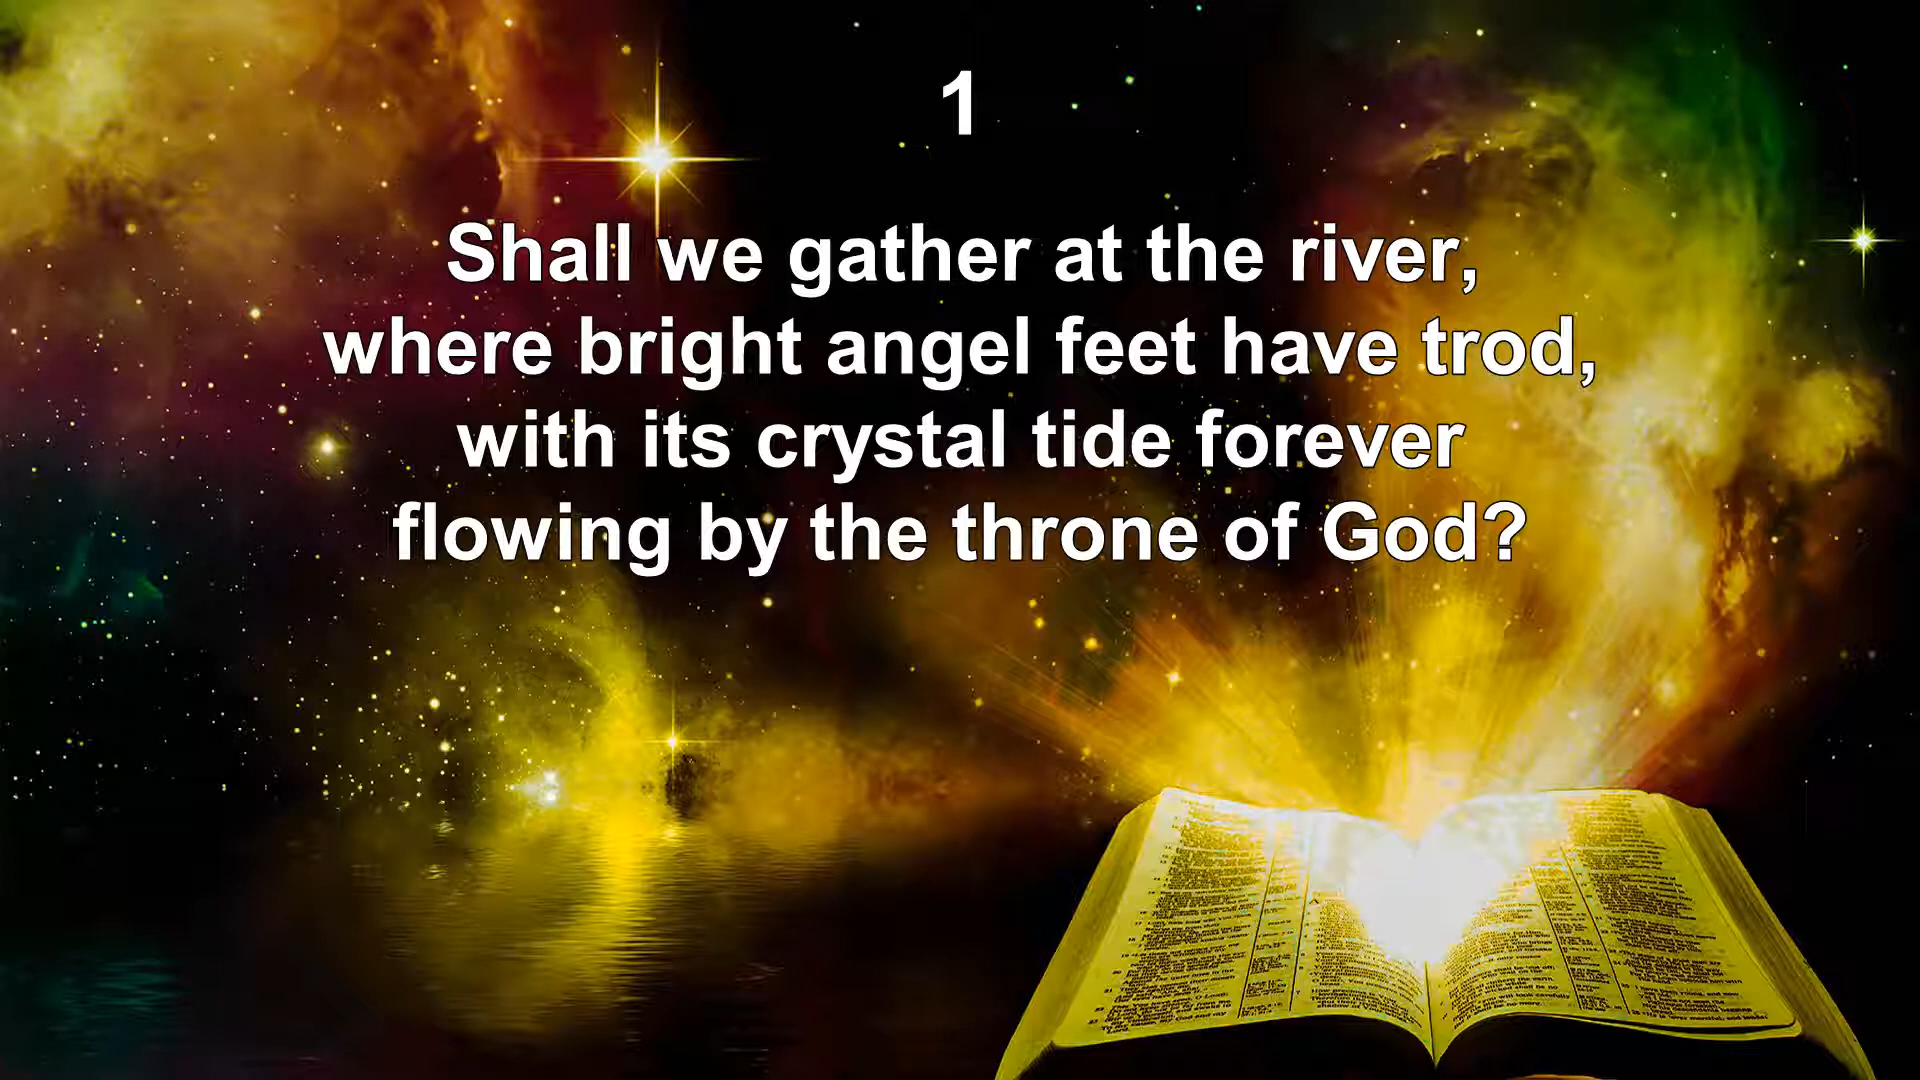 1
Shall we gather at the river,
where bright angel feet have trod,
with its crystal tide forever
flowing by the throne of God?